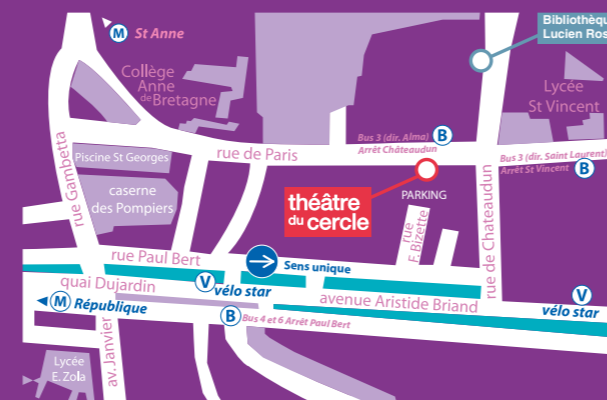 M St Anne
Bibliothèqu
Lucien Ros
Collège
Anne
de Bretagne
Lycée
St Vincent
Bus 3 (dir. Alma) B
Arrêt Châteaudun
rue de Paris
Bus 3 (dir. Saint Laurent)
Arrêt St Vincent B
Piscine St Georges
rue Gambetta
caserne
des Pompiers
théâtre
du cercle
PARKING
rue
F. Bizette
rue de Chateaudun
rue Paul Bert
Sens unique
quai Dujardin
V vélo star
avenue Aristide Briand
V
vélo star
M République
B Bus 4 et 6 Arrêt Paul Bert
av. Janvier
Lycée
E. Zola